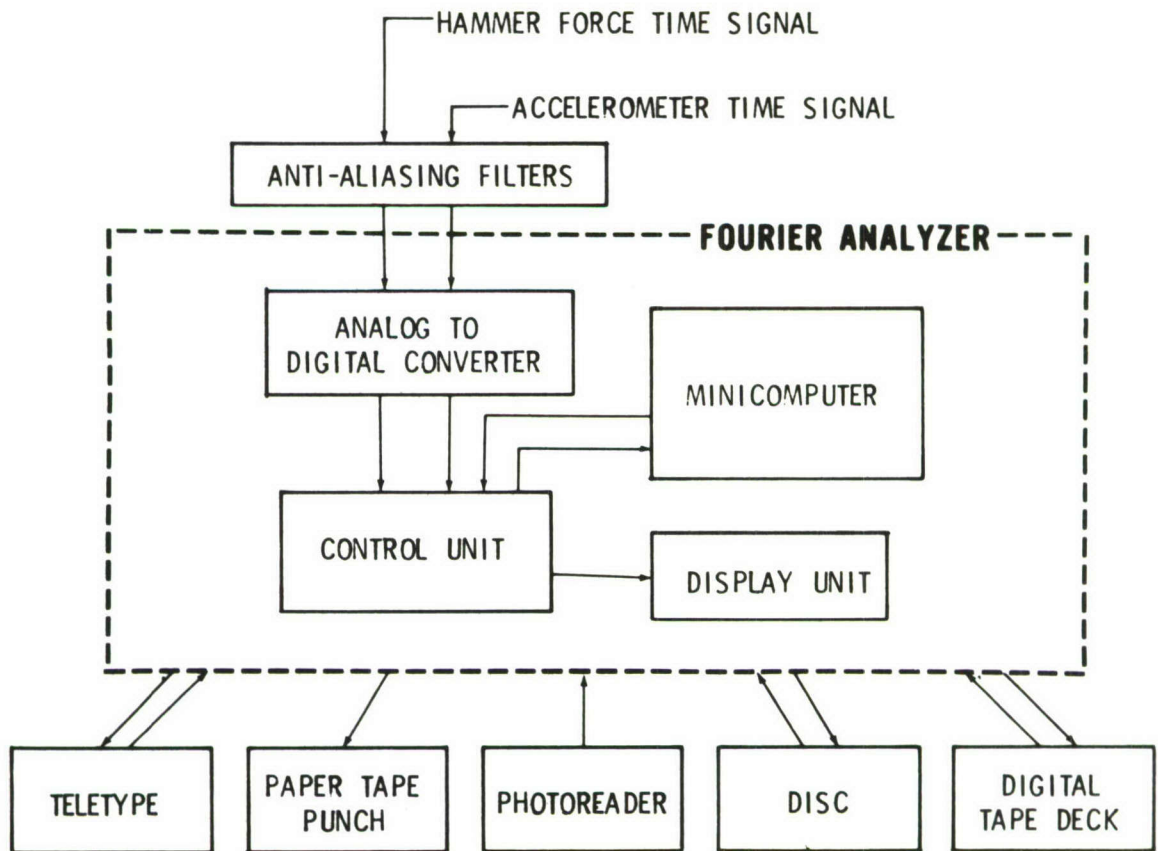 HAMMER FORCE TIME SIGNAL
ACCELEROMETER TIME SIGNAL
ANTI-ALIASING FILTERS
FOURIER ANALYZER
ANALOG TO
DIGITAL CONVERTER
MINICOMPUTER
CONTROL UNIT
DISPLAY UNIT
TELETYPE
PAPER TAPE
PUNCH
PHOTOREADER
DISC
DIGITAL
TAPE DECK